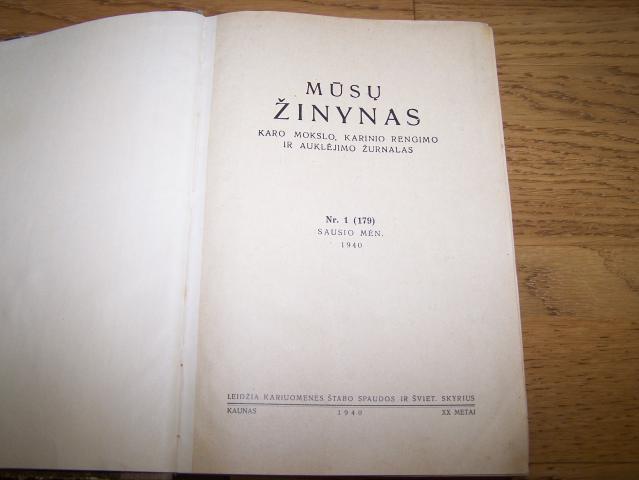 MŪSŲ
ŽINYNAS
KARO MOKSLO, KARINIO RENGIMO
IR AUKLĖJIMO ŽURNALAS
Nr. 1 (179)
SAUSIO MĖN.
1940
LEIDŽIA KARIUOMENĖS ŠTABO SPAUDOS IR ŠVIET. SKYRIUS
KAUNAS 1940 XX METAI